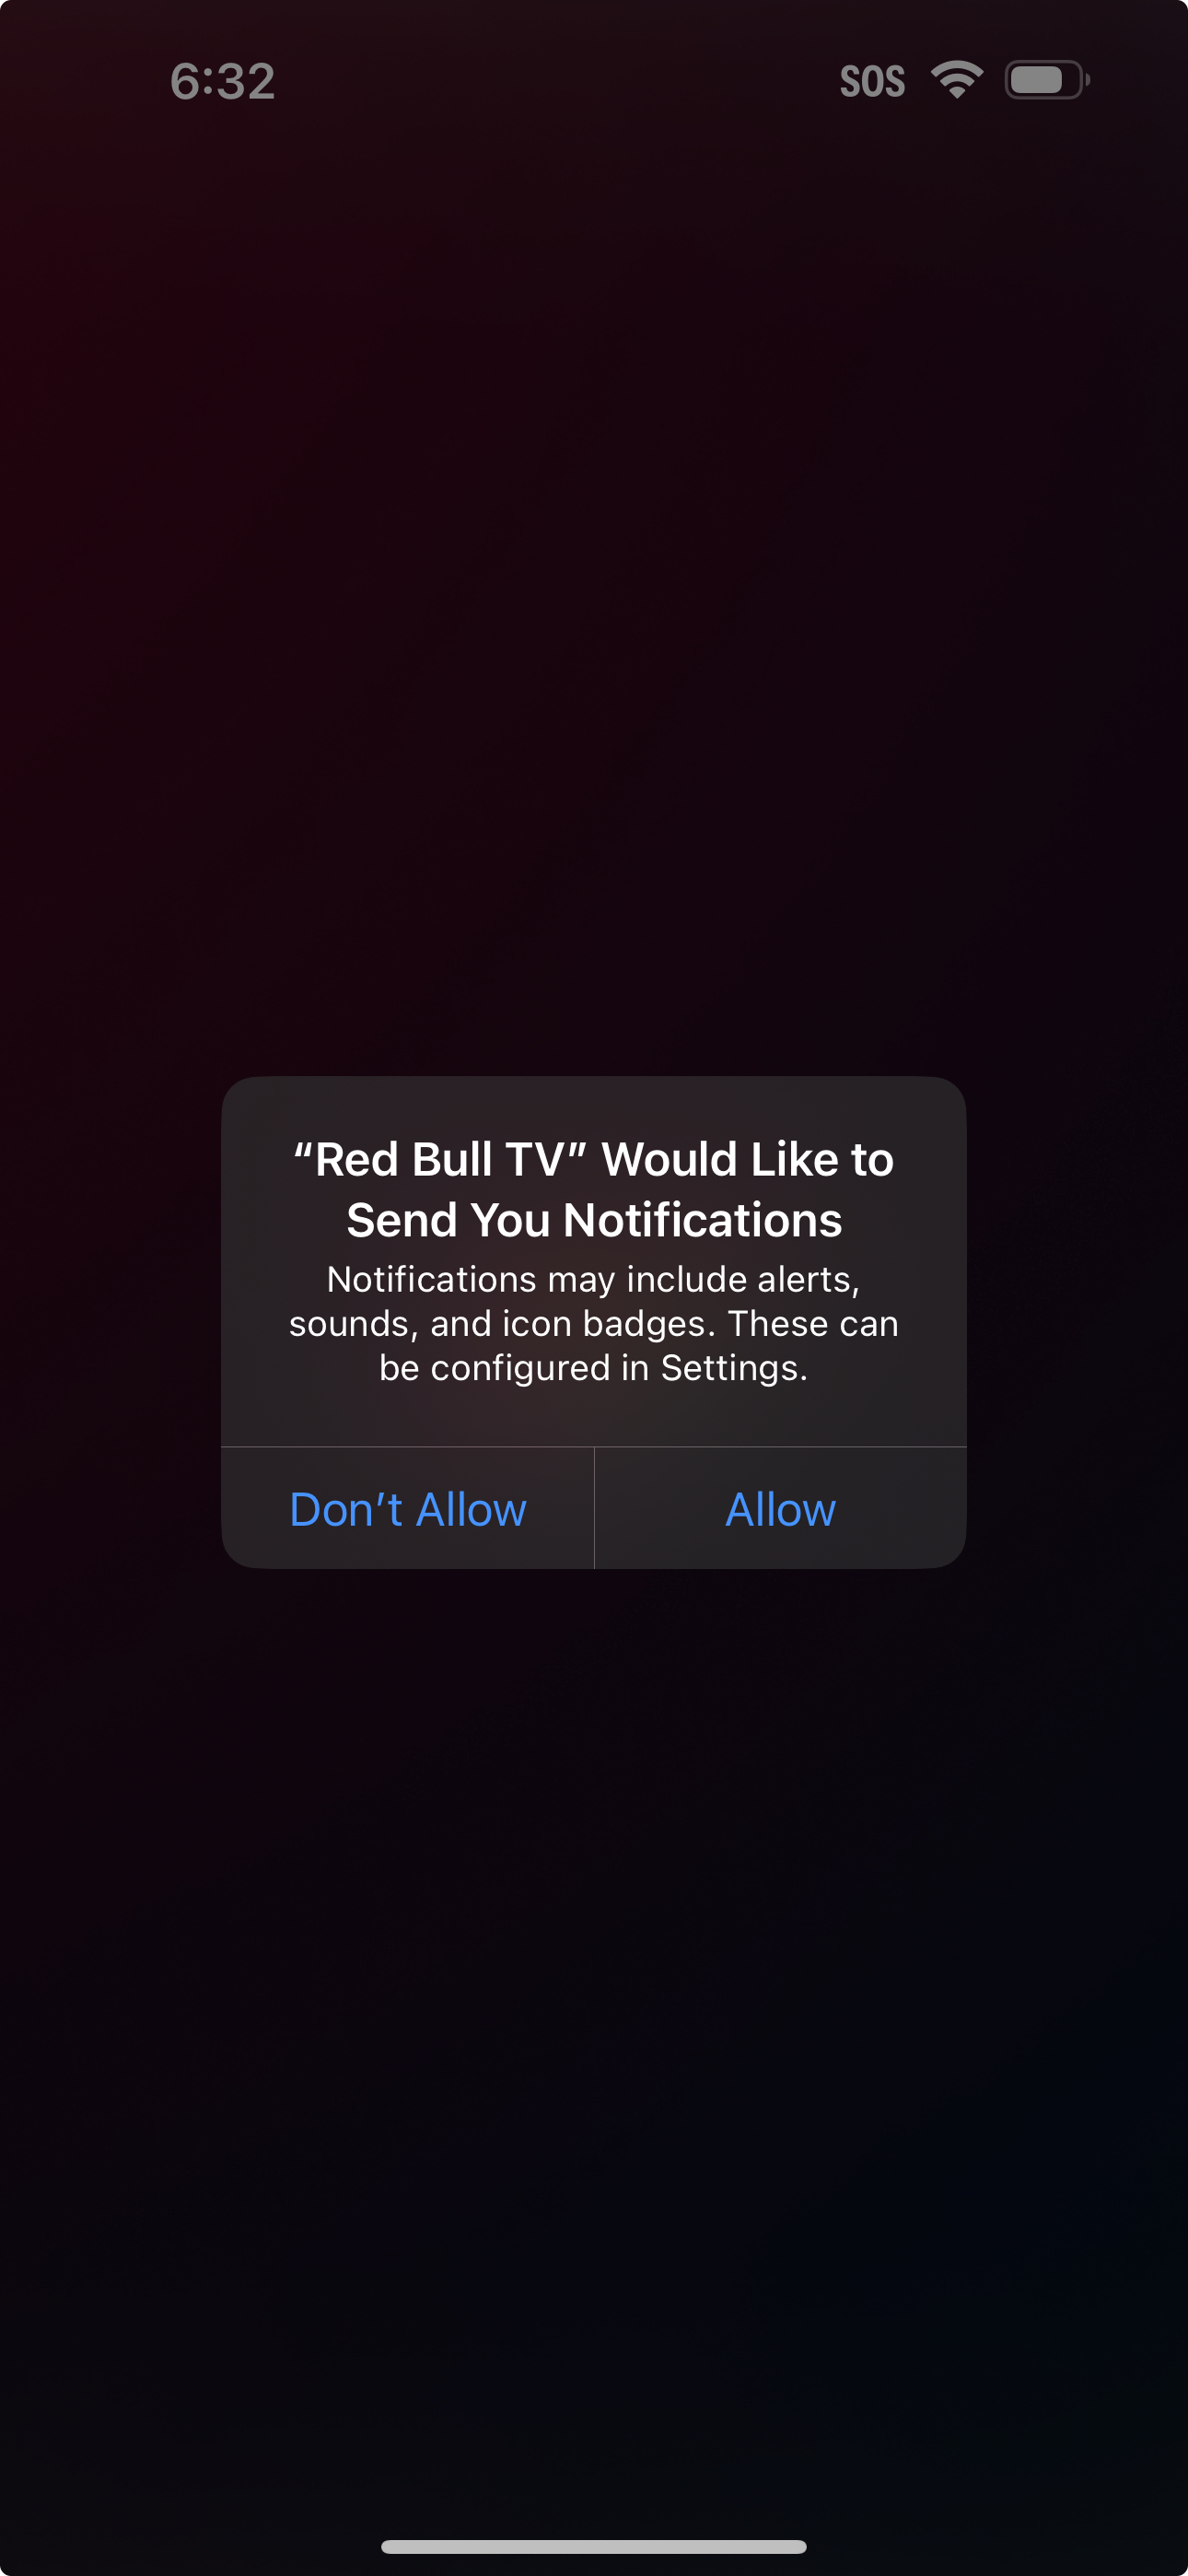 6:32 SOS
“Red Bull TV” Would Like to
Send You Notifications
Notifications may include alerts,
sounds, and icon badges. These can
be configured in Settings.
Don’t Allow Allow